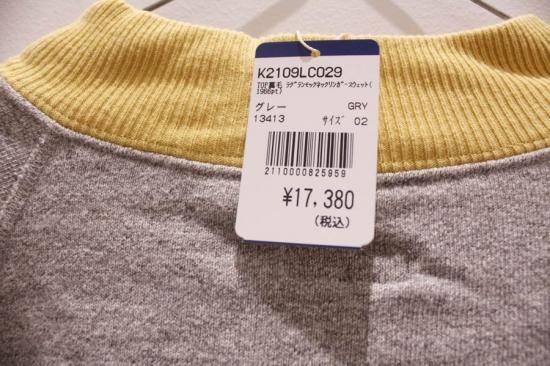 K2109LC029
TOP裏毛 ラグランモックネックリンガースウェット(
1966pt)
グレー GRY
13413 サイズ 02
2110000825959
¥17,380
(税込)